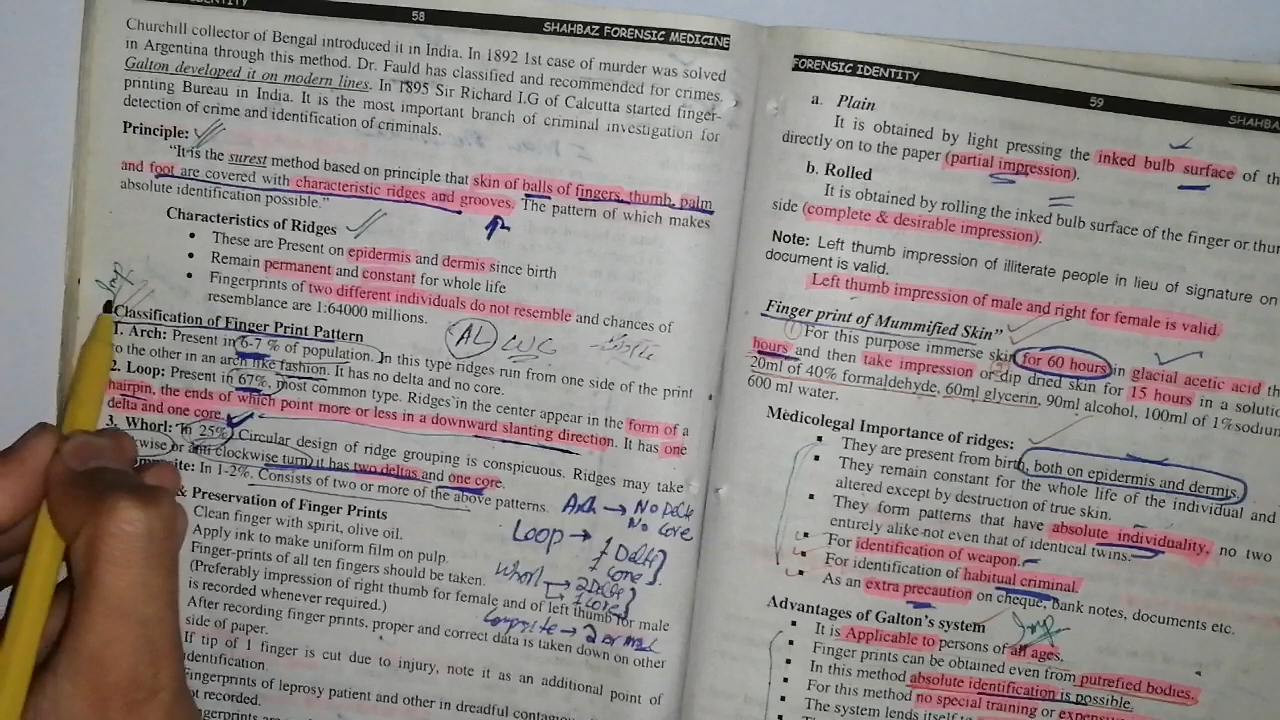 IDENTITY
58
SHAHBAZ FORENSIC MEDICINE
Churchill collector of Bengal introduced it in India. In 1892 1st case of murder was solved
in Argentina through this method. Dr. Fauld has classified and recommended for crimes.
Galton developed it on modern lines. In 1895 Sir Richard I.G of Calcutta started finger-
printing Bureau in India. It is the most important branch of criminal investigation for
detection of crime and identification of criminals.
Principle:
"It is the surest method based on principle that skin of balls of fingers, thumb, palm
and foot are covered with characteristic ridges and grooves. The pattern of which makes
absolute identification possible."
Characteristics of Ridges
• These are Present on epidermis and dermis since birth
• Remain permanent and constant for whole life
• Fingerprints of two different individuals do not resemble and chances of
resemblance are 1:64000 millions.
Imp
Classification of Finger Print Pattern
AL WC
1. Arch: Present in 6-7 % of population. In this type ridges run from one side of the print
to the other in an arch like fashion. It has no delta and no core.
2. Loop: Present in 67%, most common type. Ridges in the center appear in the form of a
hairpin, the ends of which point more or less in a downward slanting direction. It has one
delta and one core.
3. Whorl: In 25% Circular design of ridge grouping is conspicuous. Ridges may take
kwise or anti clockwise turn it has two deltas and one core.
omposite: In 1-2%. Consists of two or more of the above patterns.
Arch → No Delta
No Core
& Preservation of Finger Prints
Loop → 1 Delta
1 Core
Clean finger with spirit, olive oil.
Apply ink to make uniform film on pulp.
Whorl → 2 Delta
1 Core
Finger-prints of all ten fingers should be taken.
(Preferably impression of right thumb for female and of left thumb for male
is recorded whenever required.)
Composite → 2 or more
After recording finger prints, proper and correct data is taken down on other
side of paper.
If tip of 1 finger is cut due to injury, note it as an additional point of
identification.
Fingerprints of leprosy patient and other in dreadful
ot recorded.
FORENSIC IDENTITY
59
SHAHBA
a. Plain
It is obtained by light pressing the inked bulb surface of th
directly on to the paper (partial impression).
b. Rolled
It is obtained by rolling the inked bulb surface of the finger or thum
side (complete & desirable impression).
Note: Left thumb impression of illiterate people in lieu of signature on
document is valid.
Left thumb impression of male and right for female is valid.
Finger print of Mummified Skin"
For this purpose immerse skin for 60 hours in glacial acetic acid th
hours and then take impression or dip dried skin for 15 hours in a solutio
20ml of 40% formaldehyde, 60ml glycerin, 90ml alcohol, 100ml of 1%sodium
600 ml water.
Medicolegal Importance of ridges:
▪ They are present from birth, both on epidermis and dermis.
▪ They remain constant for the whole life of the individual and
altered except by destruction of true skin.
▪ They form patterns that have absolute individuality, no two
entirely alike not even that of identical twins.
▪ For identification of weapon.
▪ For identification of habitual criminal.
▪ As an extra precaution on cheque, bank notes, documents etc.
Advantages of Galton's system
Imp
▪ It is Applicable to persons of all ages.
▪ Finger prints can be obtained even from putrefied bodies.
▪ In this method absolute identification is possible.
▪ For this method no special training or
▪ The system lends itself